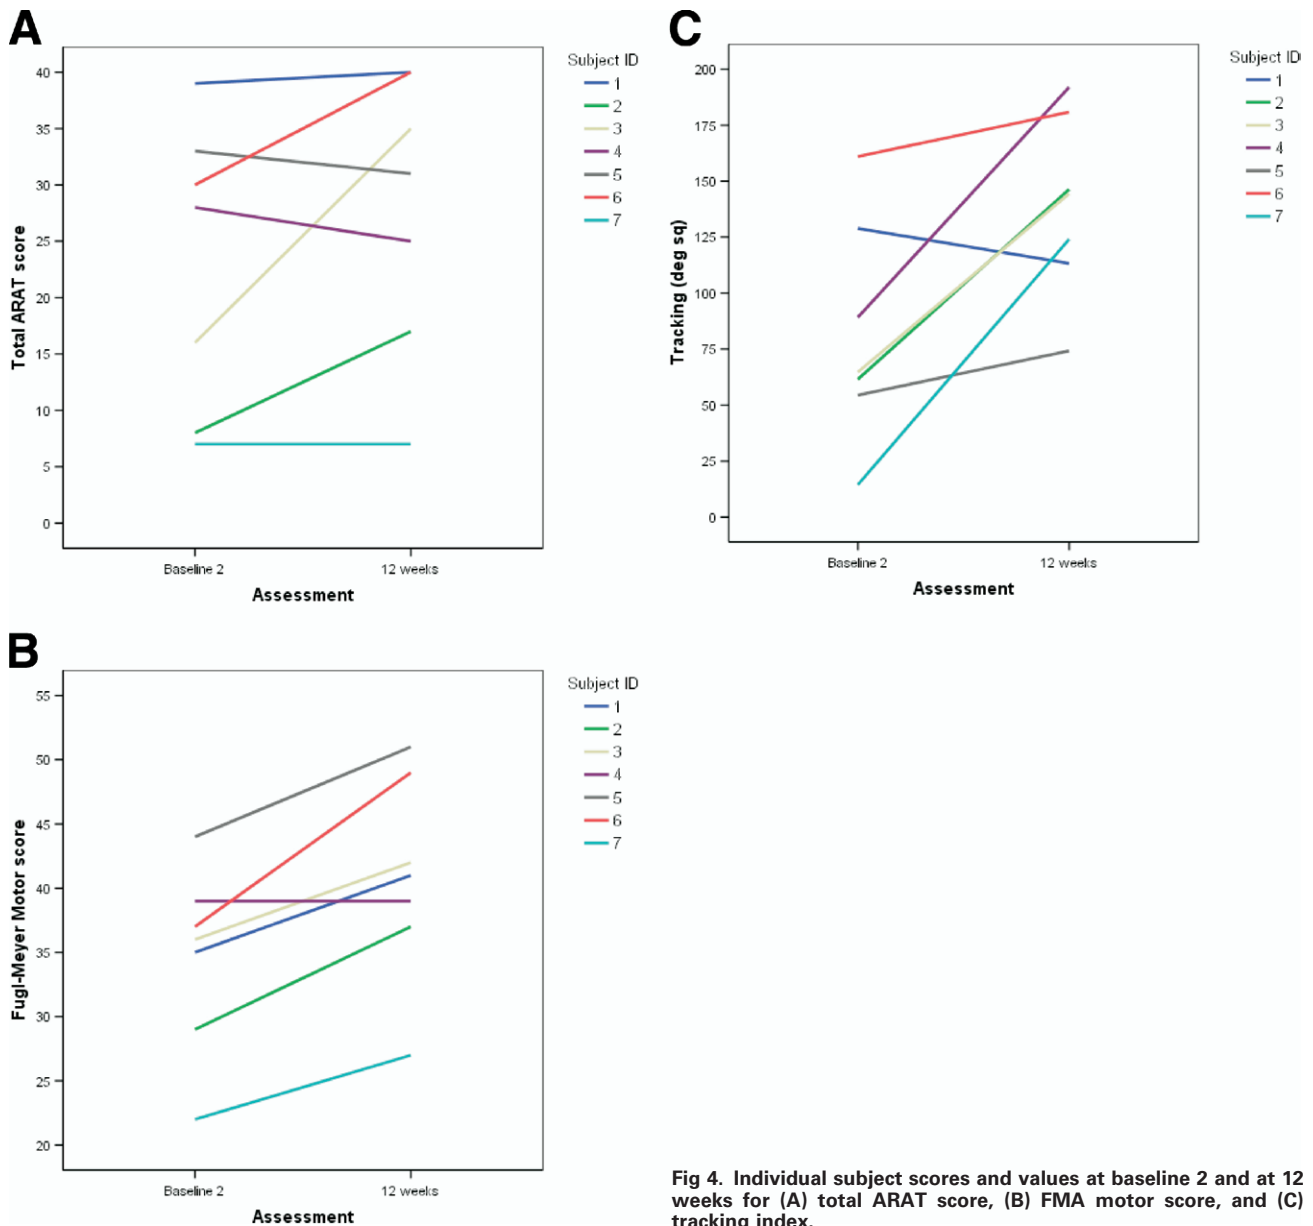 A
Subject ID
1
2
3
4
5
6
7
40
35
30
25
20
15
10
5
0
Total ARAT score
Baseline 2
12 weeks
Assessment
B
Subject ID
1
2
3
4
5
6
7
55
50
45
40
35
30
25
20
Fugl-Meyer Motor score
Baseline 2
12 weeks
Assessment
C
Subject ID
1
2
3
4
5
6
7
200
175
150
125
100
75
50
25
0
Tracking (deg sq)
Baseline 2
12 weeks
Assessment
Fig 4. Individual subject scores and values at baseline 2 and at 12
weeks for (A) total ARAT score, (B) FMA motor score, and (C)
tracking index.